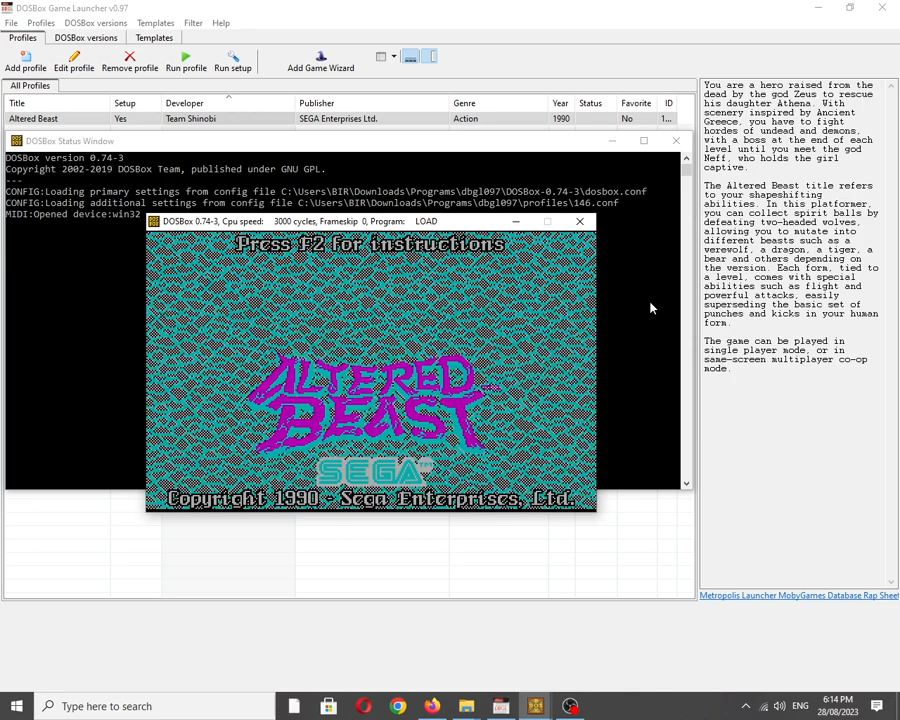 DOSBox Game Launcher v0.97
File Profiles DOSBox versions Templates Filter Help
Profiles DOSBox versions Templates
Add profile Edit profile Remove profile Run profile Run setup Add Game Wizard
All Profiles
Title Setup Developer Publisher Genre Year Status Favorite ID
Altered Beast Yes Team Shinobi SEGA Enterprises Ltd. Action 1990 No 1...
DOSBox Status Window
DOSBox version 0.74-3
Copyright 2002-2019 DOSBox Team, published under GNU GPL.
---
CONFIG:Loading primary settings from config file C:\Users\BIR\Downloads\Programs\dbgl097\DOSBox-0.74-3\dosbox.conf
CONFIG:Loading additional settings from config file C:\Users\BIR\Downloads\Programs\dbgl097\profiles\146.conf
MIDI:Opened device:win32
DOSBox 0.74-3, Cpu speed: 3000 cycles, Frameskip 0, Program: LOAD
Press F2 for instructions
ALTERED
BEAST
SEGA
Copyright 1990 - Sega Enterprises, Ltd.
You are a hero raised from the
dead by the god Zeus to rescue
his daughter Athena. With
scenery inspired by Ancient
Greece, you have to fight
hordes of undead and demons,
with a boss at the end of each
level until you meet the god
Neff, who holds the girl
captive.
The Altered Beast title refers
to your shapeshifting
abilities. In this platformer,
you can collect spirit balls by
defeating two-headed wolves,
allowing you to mutate into
different beasts such as a
werewolf, a dragon, a tiger, a
bear and others depending on
the version. Each form, tied to
a level, comes with special
abilities such as flight and
powerful attacks, easily
superseding the basic set of
punches and kicks in your human
form.
The game can be played in
single player mode, or in
same-screen multiplayer co-op
mode.
Metropolis Launcher MobyGames Database Rap Sheet
Type here to search
ENG
6:14 PM
28/08/2023